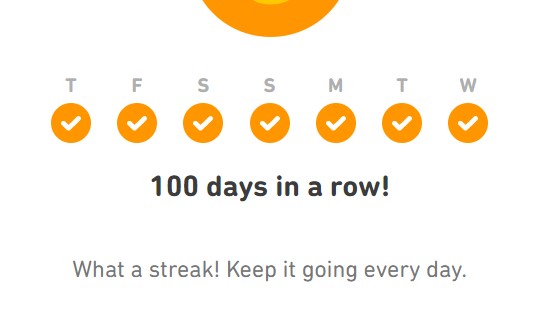 T F S S M T W
100 days in a row!
What a streak! Keep it going every day.